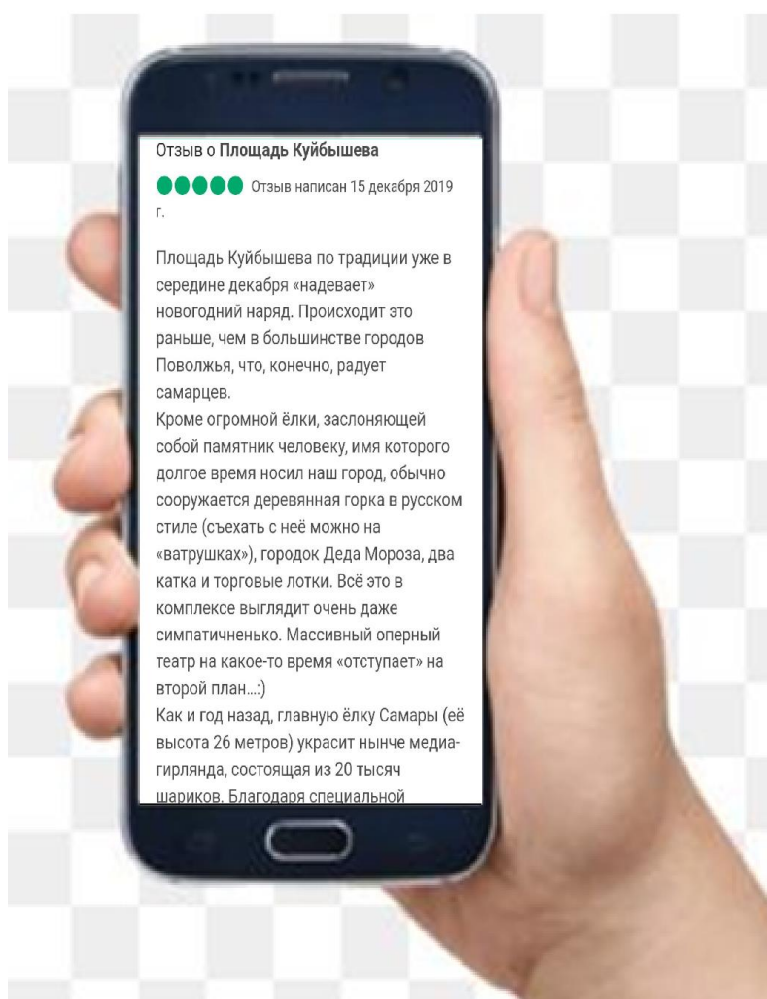 Отзыв о Площадь Куйбышева
Отзыв написан 15 декабря 2019
г.
Площадь Куйбышева по традиции уже в
середине декабря «надевает»
новогодний наряд. Происходит это
раньше, чем в большинстве городов
Поволжья, что, конечно, радует
самарцев.
Кроме огромной ёлки, заслоняющей
собой памятник человеку, имя которого
долгое время носил наш город, обычно
сооружается деревянная горка в русском
стиле (съехать с неё можно на
«ватрушках»), городок Деда Мороза, два
катка и торговые лотки. Всё это в
комплексе выглядит очень даже
симпатичненько. Массивный оперный
театр на какое-то время «отступает» на
второй план...:)
Как и год назад, главную ёлку Самары (её
высота 26 метров) украсит нынче медиа-
гирлянда, состоящая из 20 тысяч
шариков. Благодаря специальной